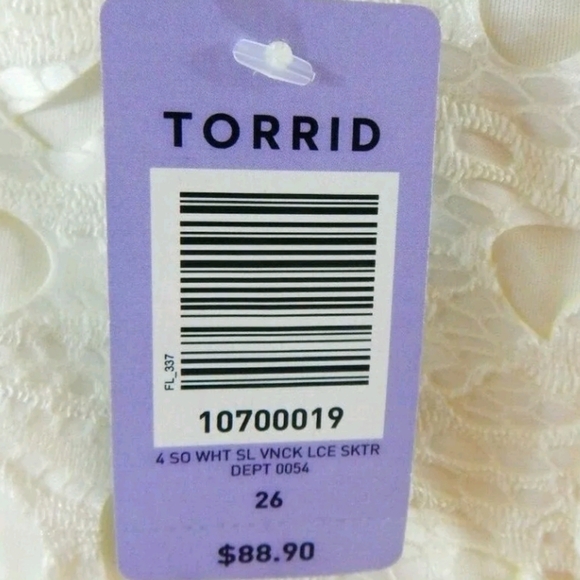 TORRID
FL_337
10700019
4 SO WHT SL VNCK LCE SKTR
DEPT 0054
26
$88.90